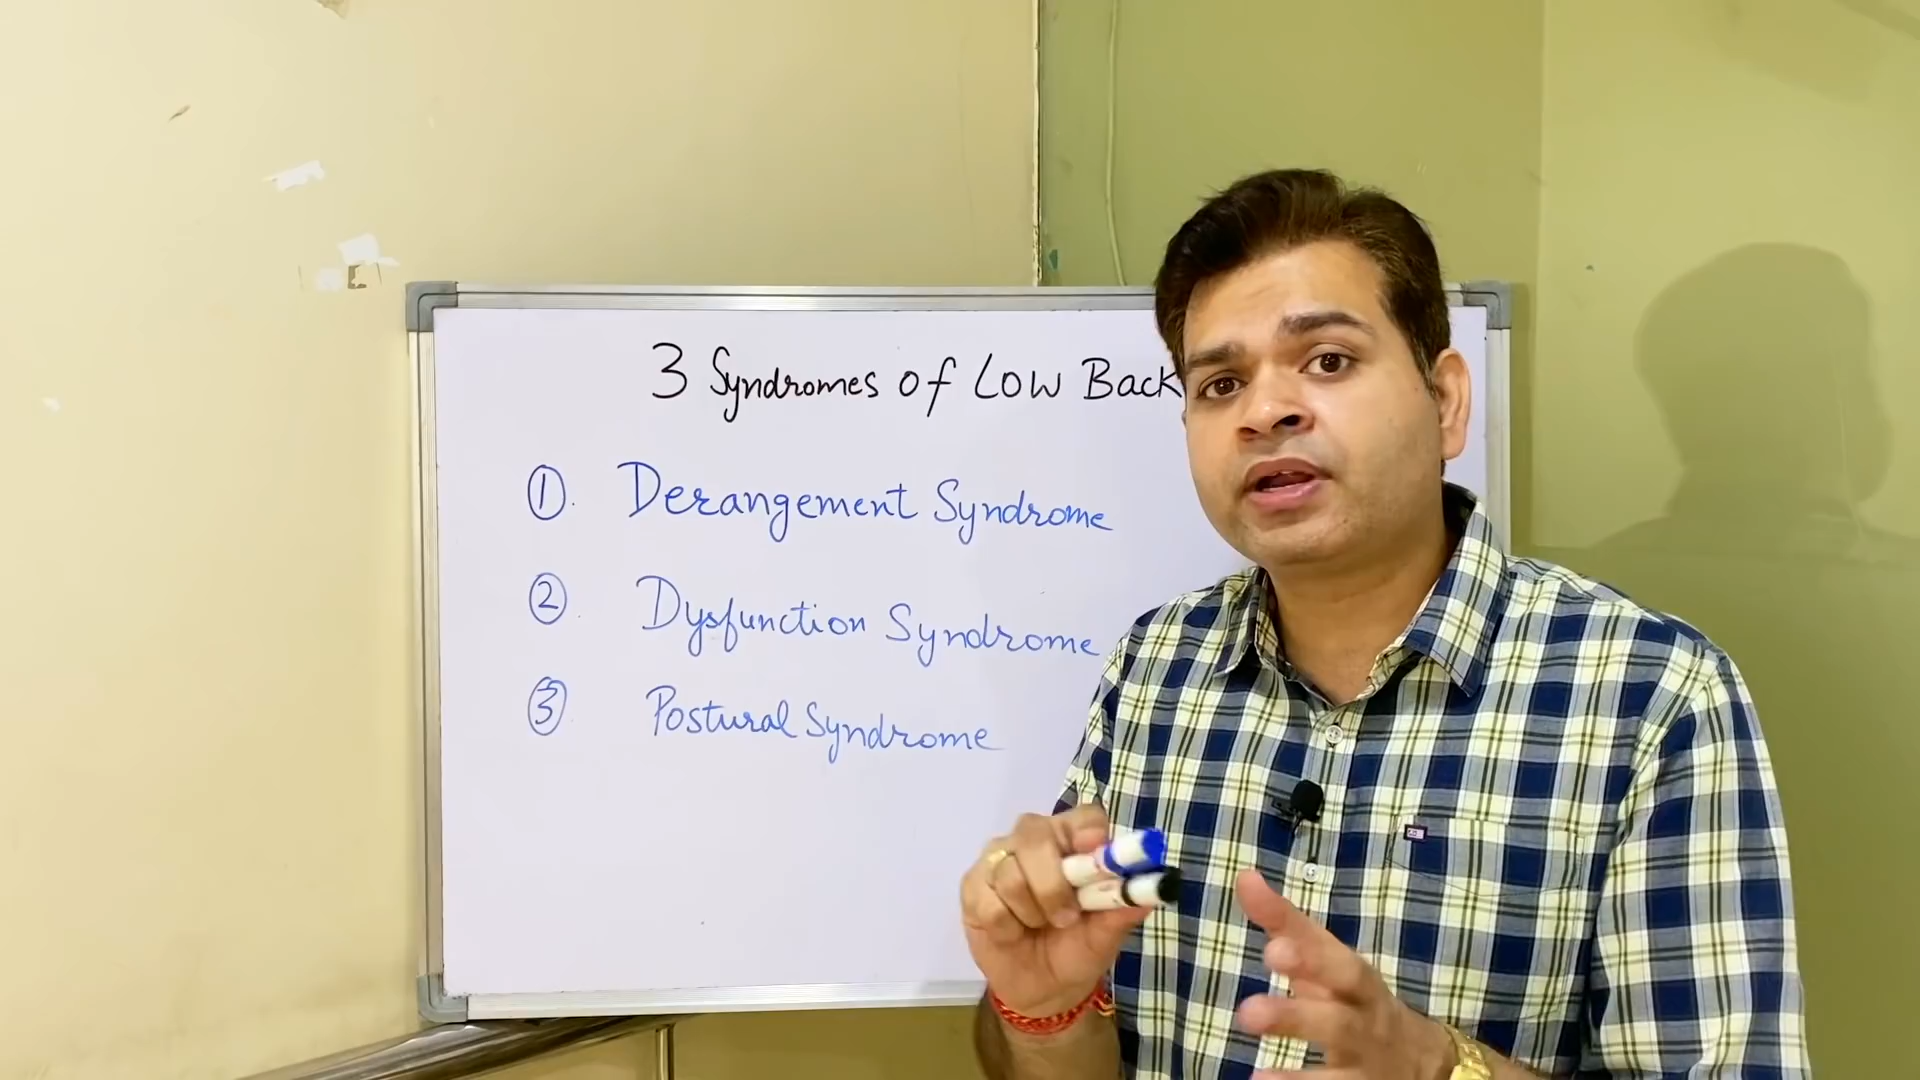 3 Syndromes of Low Back
①. Derangement Syndrome
② Dysfunction Syndrome
③ Postural Syndrome